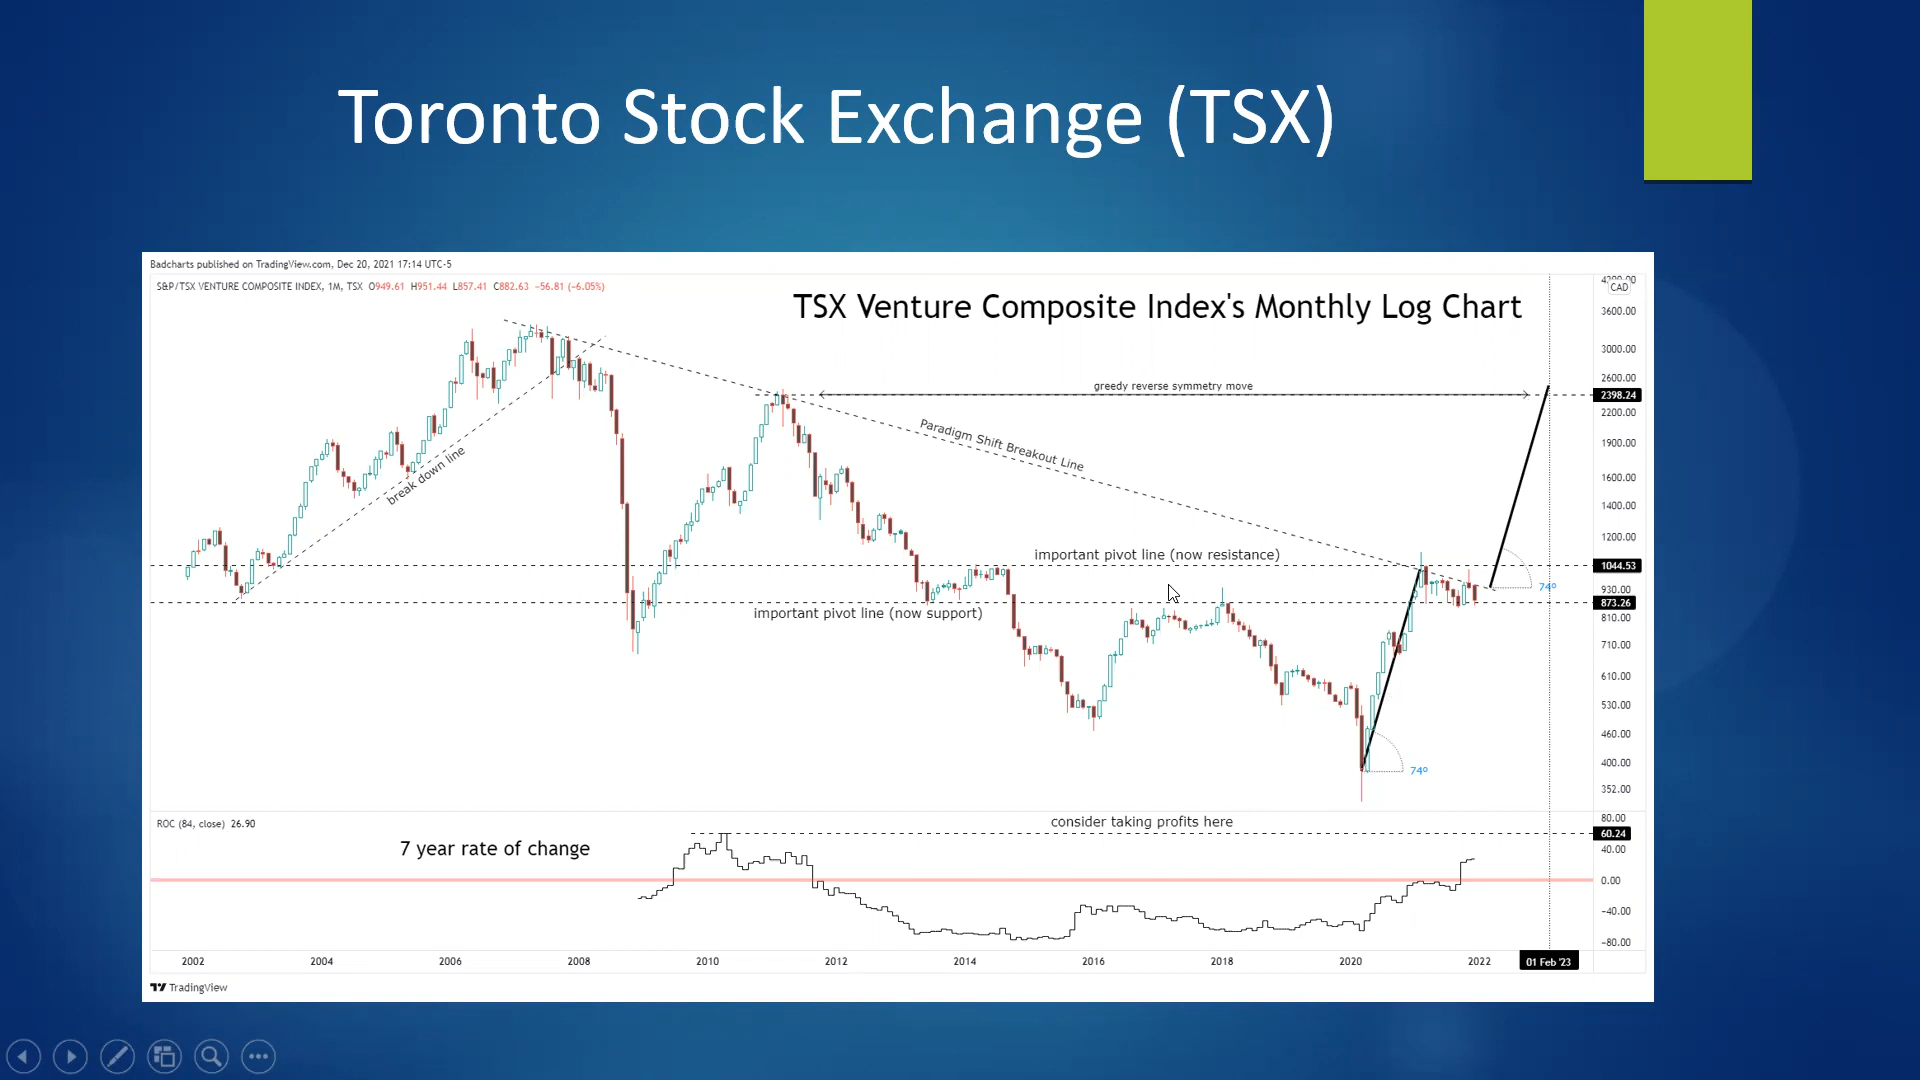 Toronto Stock Exchange (TSX)
Badcharts published on TradingView.com, Dec 20, 2021 17:14 UTC-5
S&P/TSX VENTURE COMPOSITE INDEX, 1M, TSX O949.61 H951.44 L857.41 C882.63 −56.81 (−6.05%)
TSX Venture Composite Index's Monthly Log Chart
CAD
3600.00
3000.00
2600.00
greedy reverse symmetry move
2398.24
2200.00
Paradigm Shift Breakout Line
1900.00
break down line
1600.00
1400.00
1200.00
important pivot line (now resistance)
1044.53
930.00
74º
873.26
important pivot line (now support)
810.00
710.00
610.00
530.00
460.00
400.00
74º
352.00
ROC (84, close) 26.90
consider taking profits here
80.00
60.24
7 year rate of change
40.00
0.00
−40.00
−80.00
2002 2004 2006 2008 2010 2012 2014 2016 2018 2020 2022 01 Feb '23
TradingView